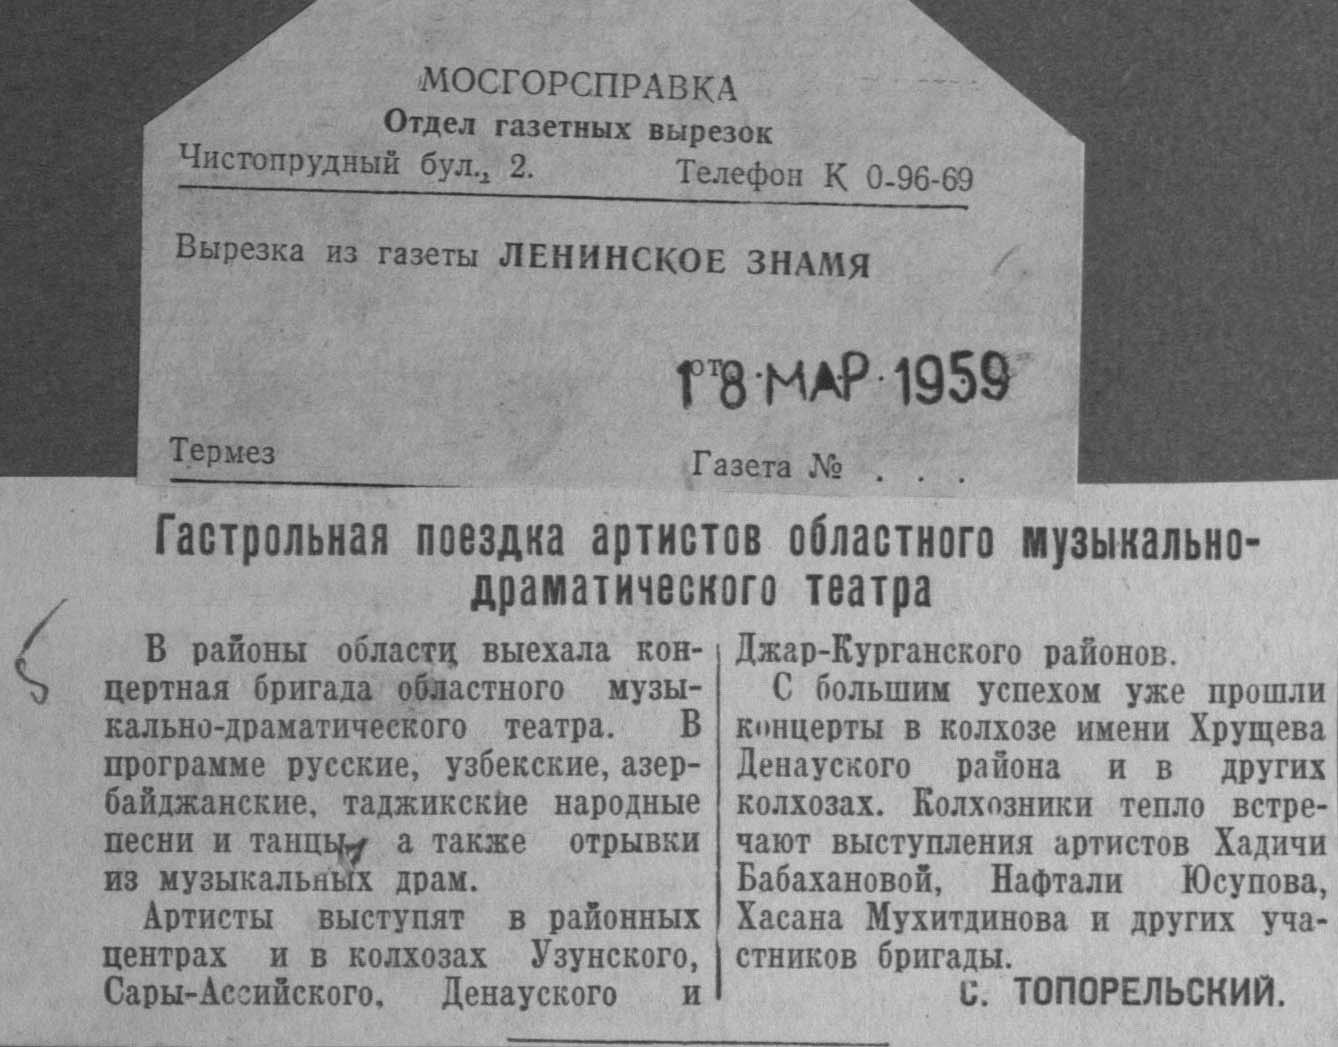 МОСГОРСПРАВКА
Отдел газетных вырезок
Чистопрудный бул., 2. Телефон К 0-96-69
Вырезка из газеты ЛЕНИНСКОЕ ЗНАМЯ
от 18 МАР 1959
Термез Газета № . . .
Гастрольная поездка артистов областного музыкально-
драматического театра
В районы области выехала кон-
цертная бригада областного музы-
кально-драматического театра. В
программе русские, узбекские, азер-
байджанские, таджикские народные
песни и танцы, а также отрывки
из музыкальных драм.
Артисты выступят в районных
центрах и в колхозах Узунского,
Сары-Ассийского, Денауского и
Джар-Курганского районов.
С большим успехом уже прошли
концерты в колхозе имени Хрущева
Денауского района и в других
колхозах. Колхозники тепло встре-
чают выступления артистов Хадичи
Бабахановой, Нафтали Юсупова,
Хасана Мухитдинова и других уча-
стников бригады.
С. ТОПОРЕЛЬСКИЙ.